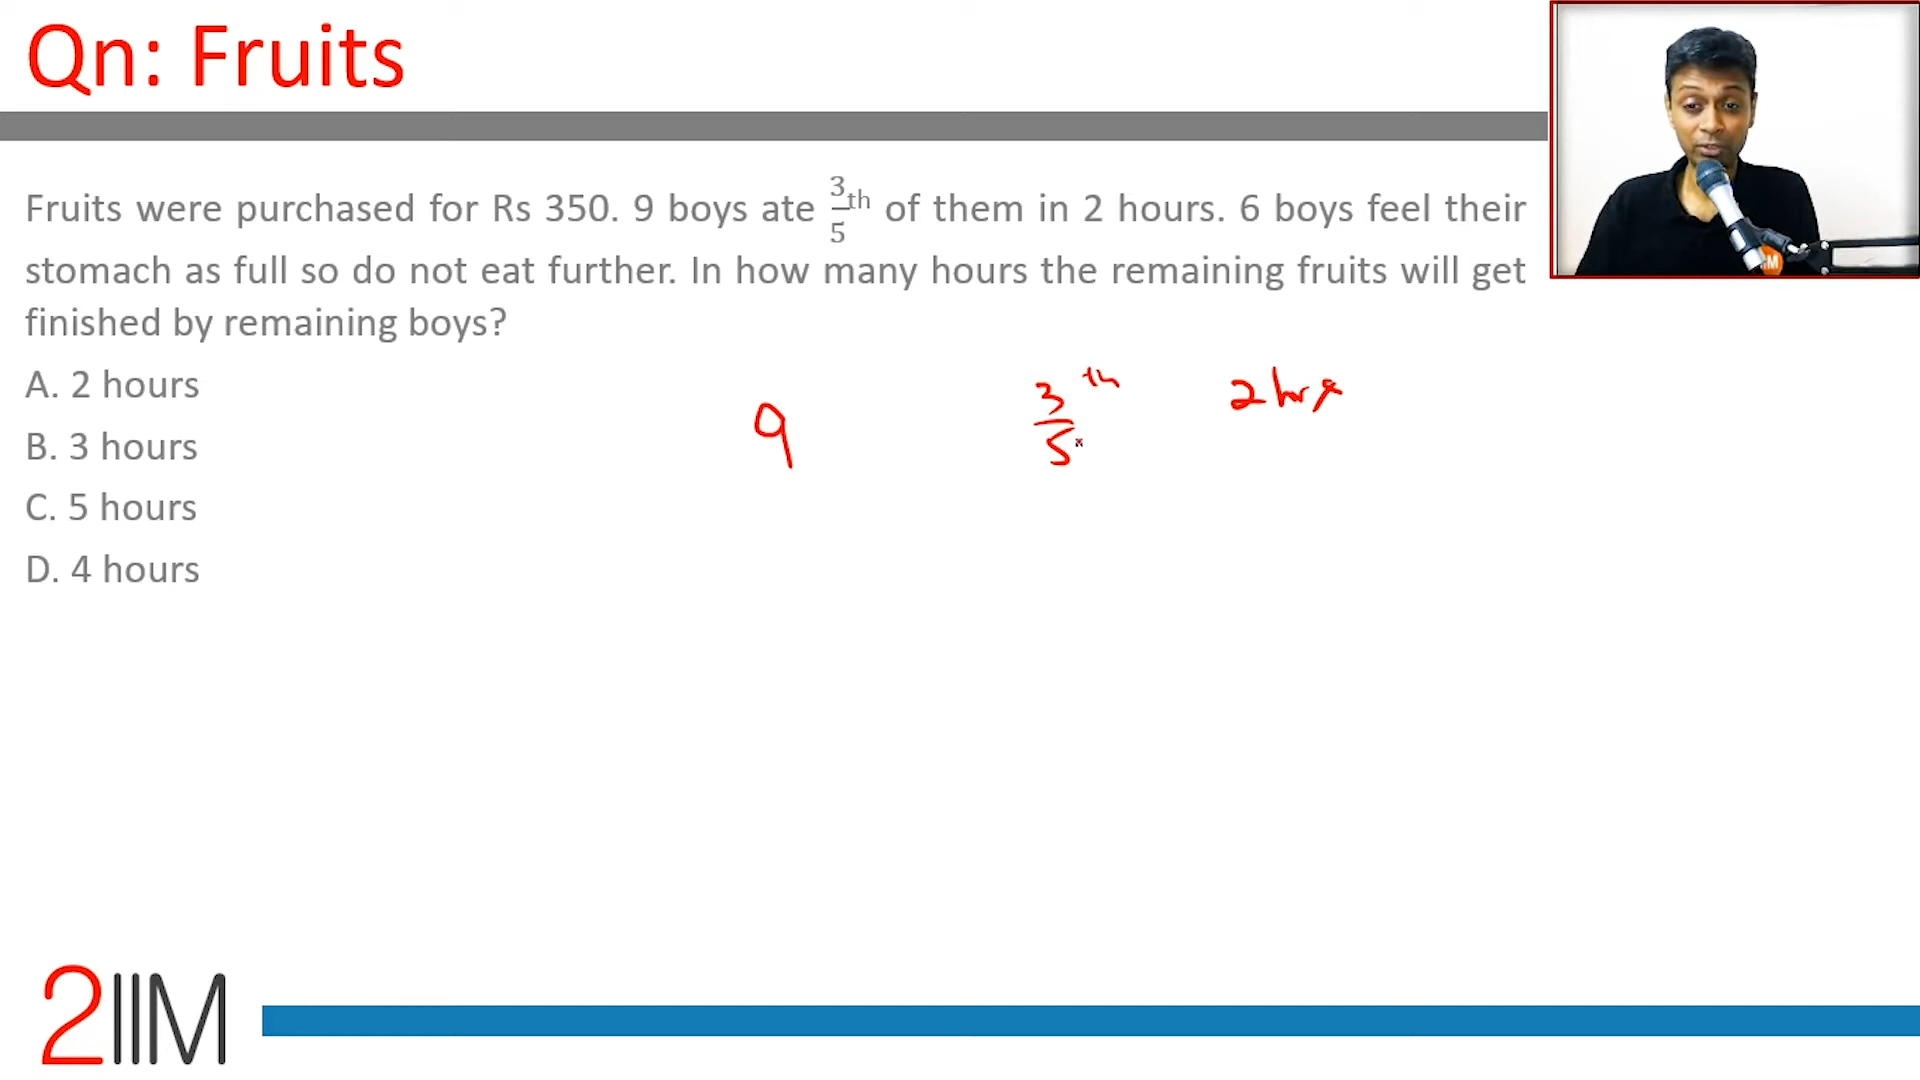 Qn: Fruits
Fruits were purchased for Rs 350. 9 boys ate 3/5th of them in 2 hours. 6 boys feel their
stomach as full so do not eat further. In how many hours the remaining fruits will get
finished by remaining boys?
A. 2 hours
B. 3 hours
C. 5 hours
D. 4 hours
9 3/5 th 2 hrs
2IIM